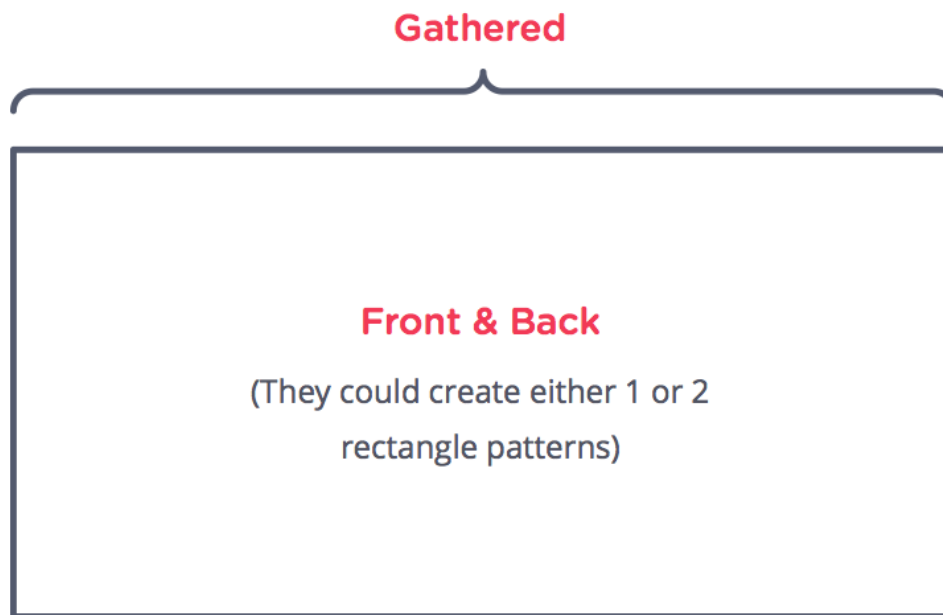 Gathered
Front & Back
(They could create either 1 or 2
rectangle patterns)